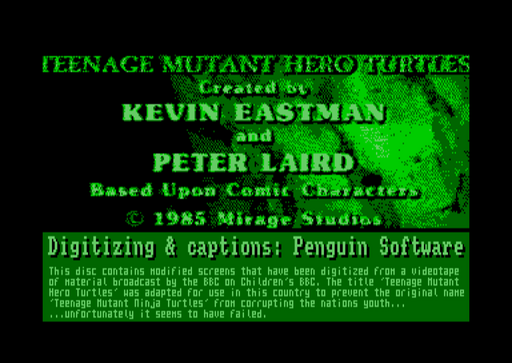 TEENAGE MUTANT HERO TURTLES
Created by
KEVIN EASTMAN
and
PETER LAIRD
Based Upon Comic Characters
© 1985 Mirage Studios
Digitizing & captions: Penguin Software
This disc contains modified screens that have been digitized from a videotape
of material broadcast by the BBC on Children's BBC. The title 'Teenage Mutant
Hero Turtles' was adapted for use in this country to prevent the original name
'Teenage Mutant Ninja Turtles' from corrupting the nations youth...
...unfortunately it seems to have failed.